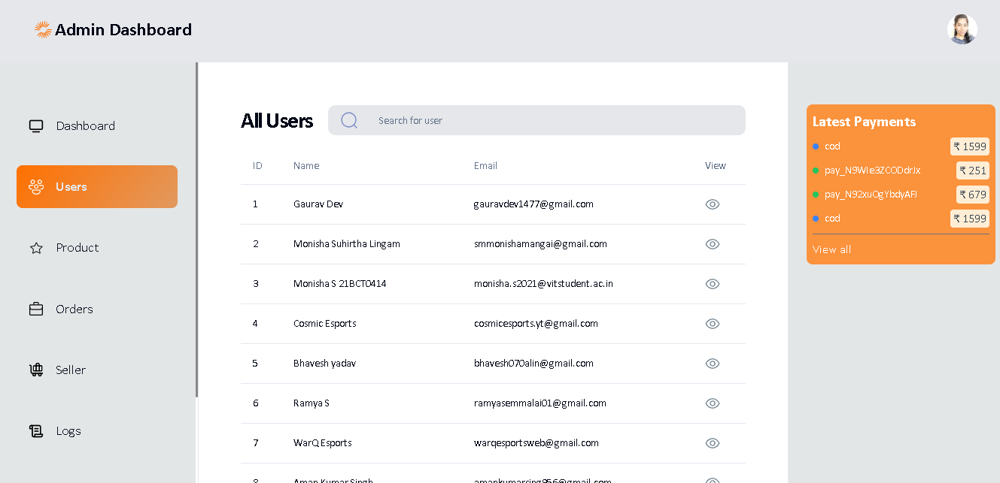 Admin Dashboard
Dashboard
Users
Product
Orders
Seller
Logs
All Users
Search for user
ID Name Email View
1 Gaurav Dev gauravdev1477@gmail.com
2 Monisha Suhirtha Lingam smmonishamangai@gmail.com
3 Monisha S 21BCT0414 monisha.s2021@vitstudent.ac.in
4 Cosmic Esports cosmicesports.yt@gmail.com
5 Bhavesh yadav bhavesh070alin@gmail.com
6 Ramya S ramyasemmalai01@gmail.com
7 WarQ Esports warqesportsweb@gmail.com
8 Aman Kumar Singh
Latest Payments
cod ₹ 1599
pay_N9WIe3ZCODdrJx ₹ 251
pay_N92xuOgYbdyAFJ ₹ 679
cod ₹ 1599
View all